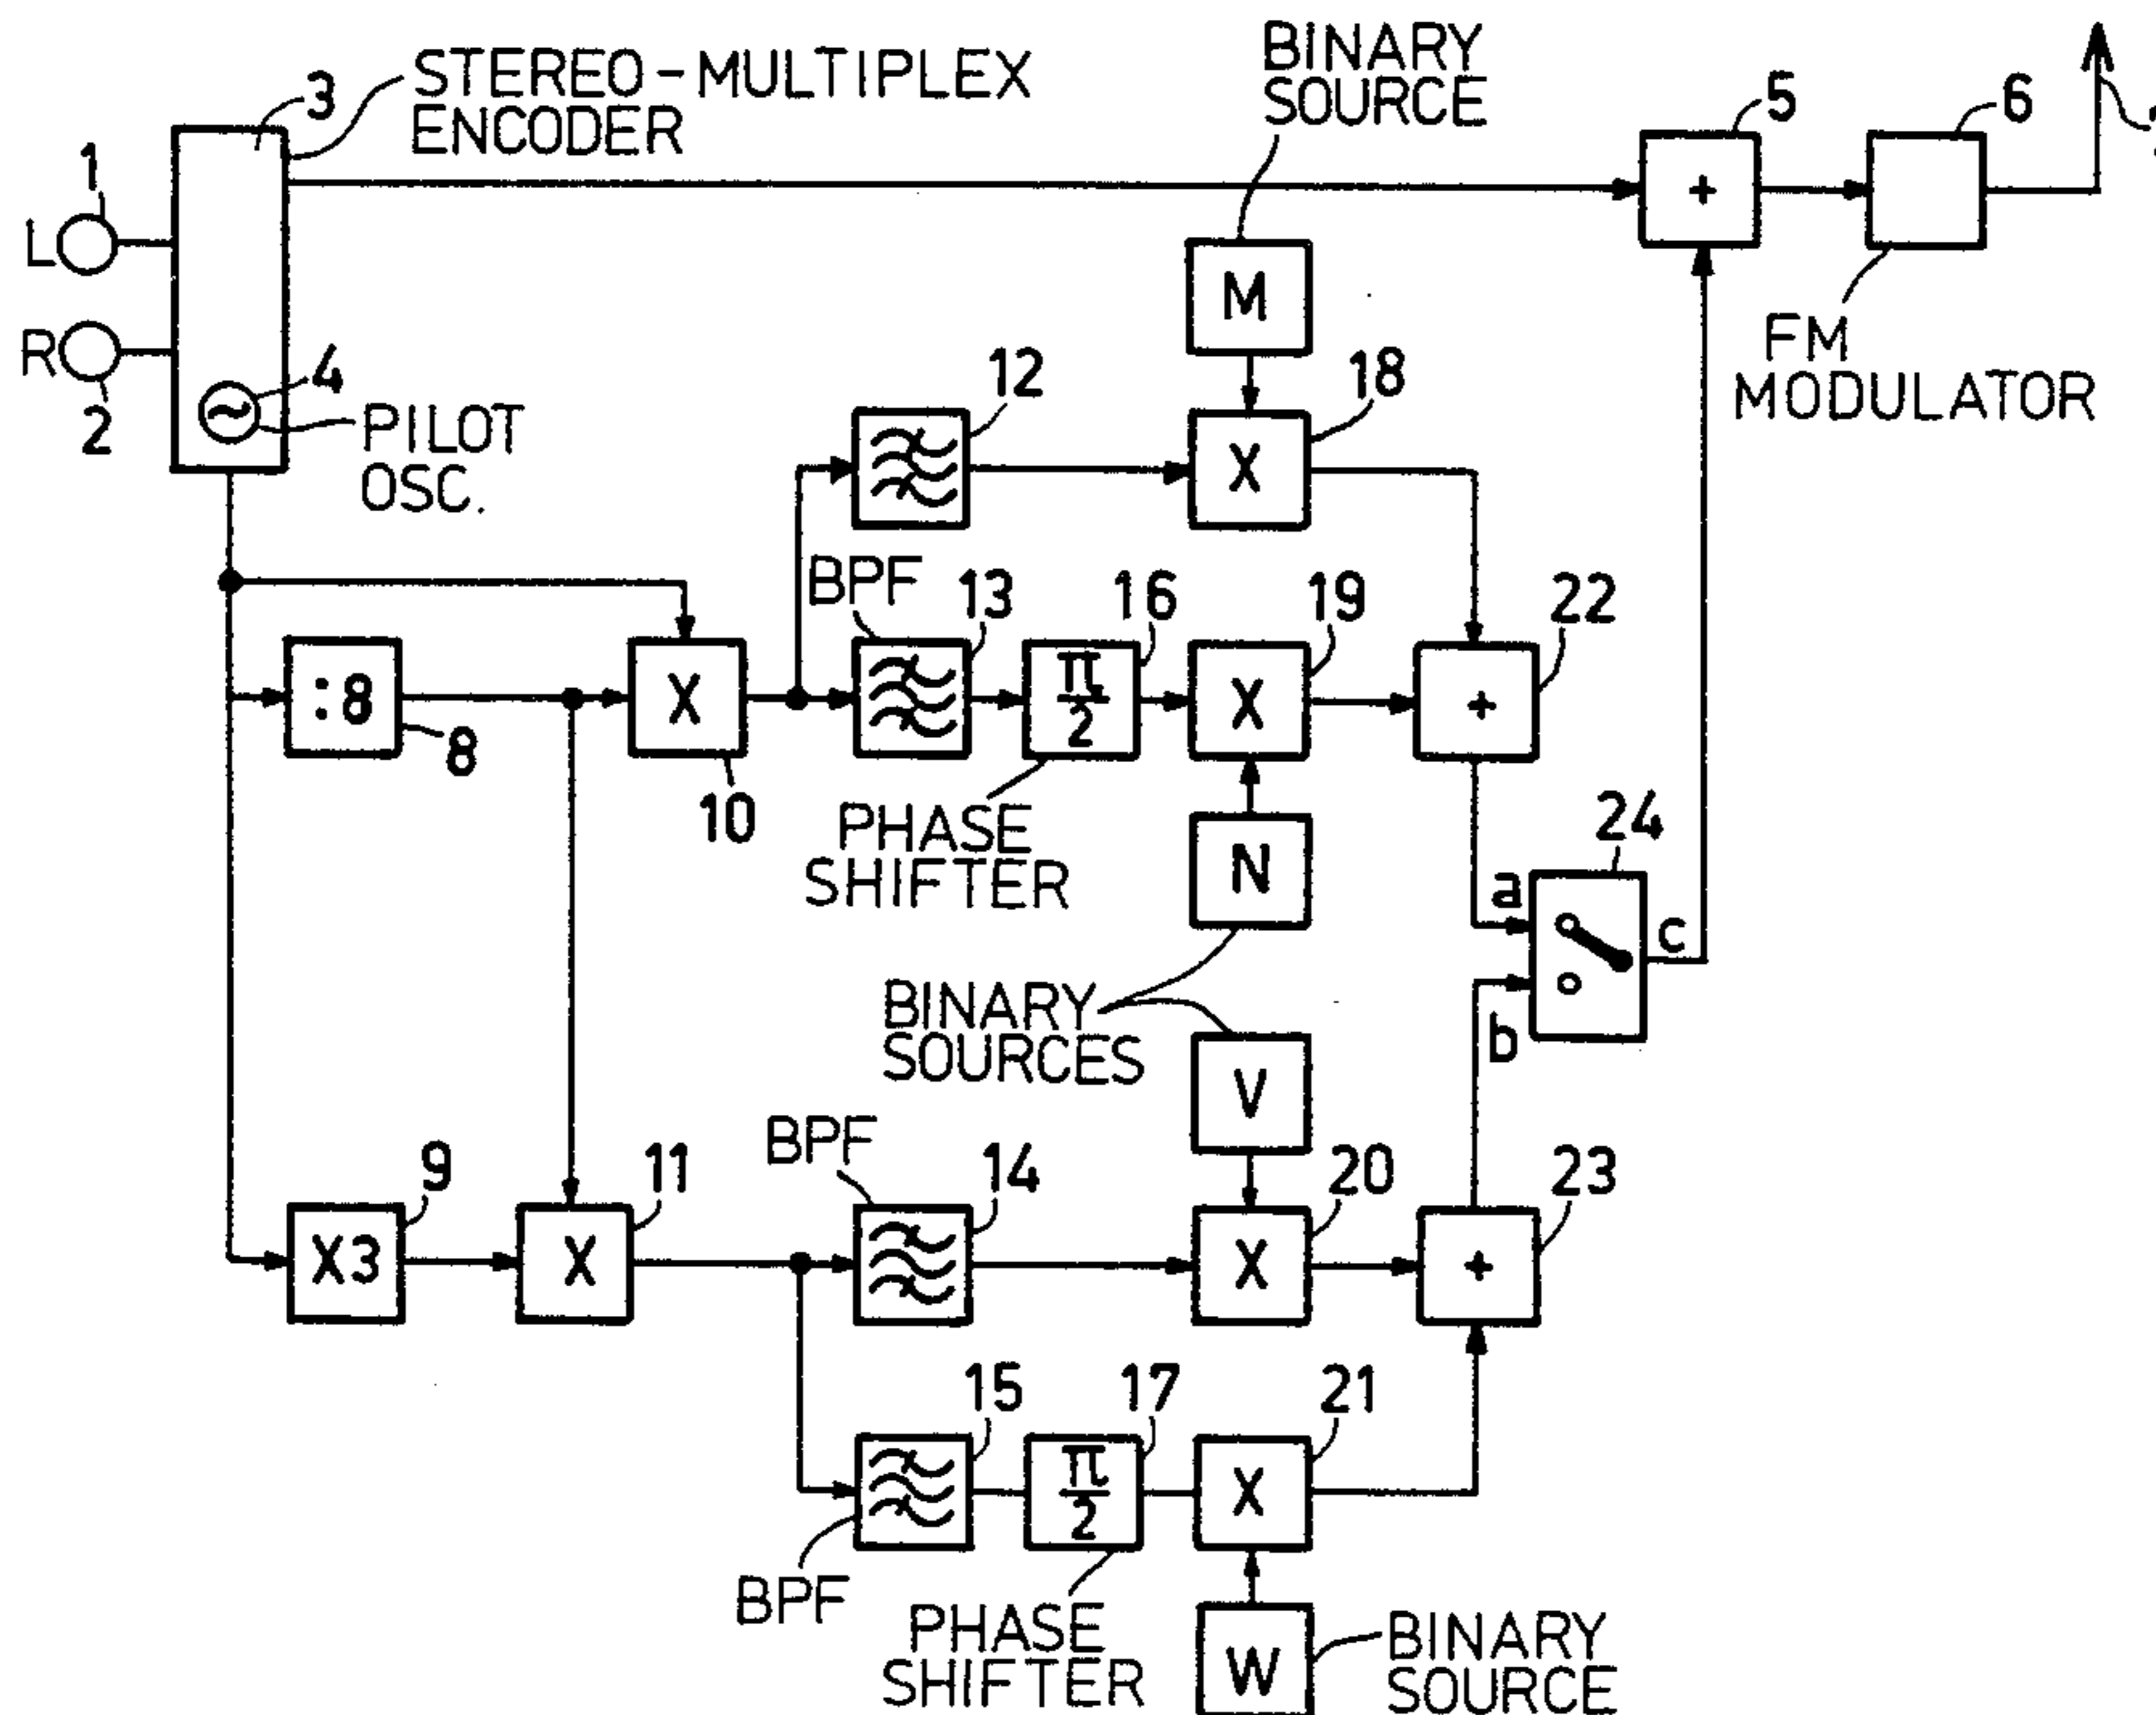 BINARY
SOURCE
STEREO-MULTIPLEX
ENCODER
3
5
6
1
L
M
FM
MODULATOR
R
2
4
PILOT
OSC.
12
18
X
BPF
13
16
19
22
:8
8
X
10
π
2
X
+
+
PHASE
SHIFTER
N
24
a
c
b
BINARY
SOURCES
V
BPF
9
11
14
20
23
X3
X
X
+
15
17
21
π
2
X
BPF
PHASE
SHIFTER
W
BINARY
SOURCE